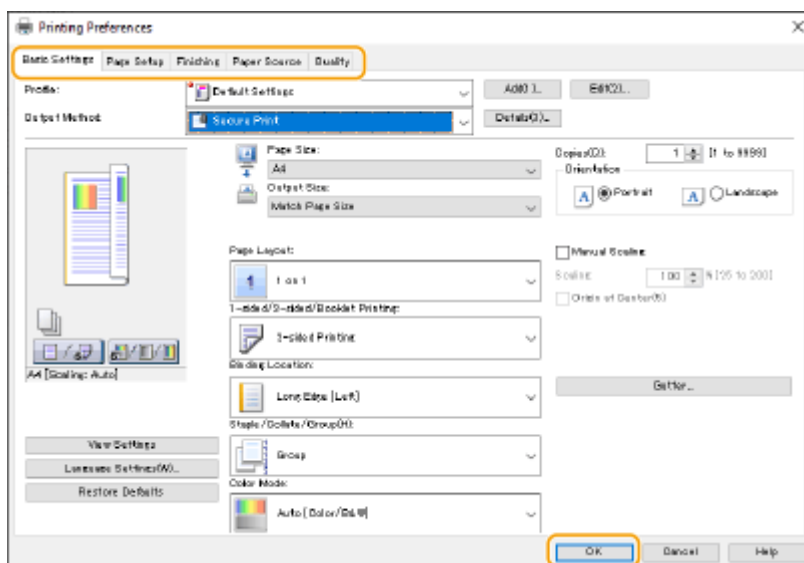 Printing Preferences
Basic Settings Page Setup Finishing Paper Source Quality
Profile: Default Settings Add(1)... Edit(2)...
Output Method: Secure Print Details(3)...
Page Size:
A4
Output Size:
Match Page Size
Copies(Q): 1 [1 to 9999]
Orientation
A Portrait A Landscape
Page Layout:
1 1 on 1
Manual Scaling
Scaling: 100 % [25 to 200]
Origin at Center(6)
1-sided/2-sided/Booklet Printing:
2-sided Printing
A4 [Scaling: Auto]
Binding Location:
Long Edge [Left]
Gutter...
Staple/Collate/Group(H):
Group
View Settings
Language Settings(W)...
Restore Defaults
Color Mode:
Auto [Color/B&W]
OK Cancel Help